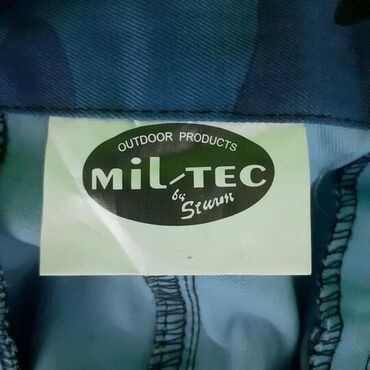 OUTDOOR PRODUCTS
MiL-TEC
by
Sturm